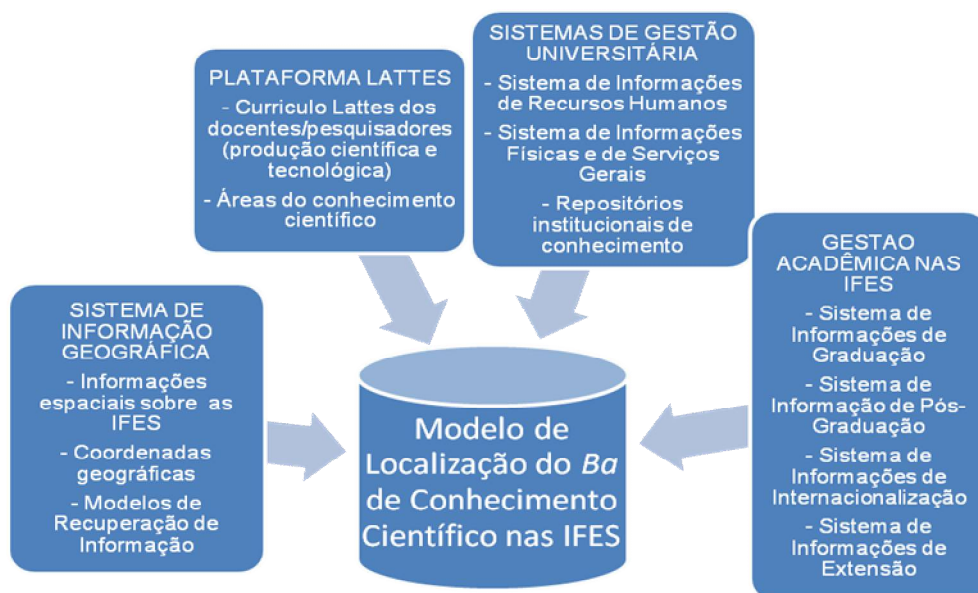 SISTEMA DE
INFORMAÇÃO
GEOGRÁFICA
- Informações
espaciais sobre as
IFES
- Coordenadas
geográficas
- Modelos de
Recuperação de
Informação
PLATAFORMA LATTES
- Curriculo Lattes dos
docentes/pesquisadores
(produção científica e
tecnológica)
- Áreas do conhecimento
científico
SISTEMAS DE GESTÃO
UNIVERSITÁRIA
- Sistema de Informações
de Recursos Humanos
- Sistema de Informações
Físicas e de Serviços
Gerais
- Repositórios
institucionais de
conhecimento
GESTAO
ACADÊMICA NAS
IFES
- Sistema de
Informações de
Graduação
- Sistema de
Informação de Pós-
Graduação
- Sistema de
Informações de
Internacionalização
- Sistema de
Informações de
Extensão
Modelo de
Localização do Ba
de Conhecimento
Científico nas IFES